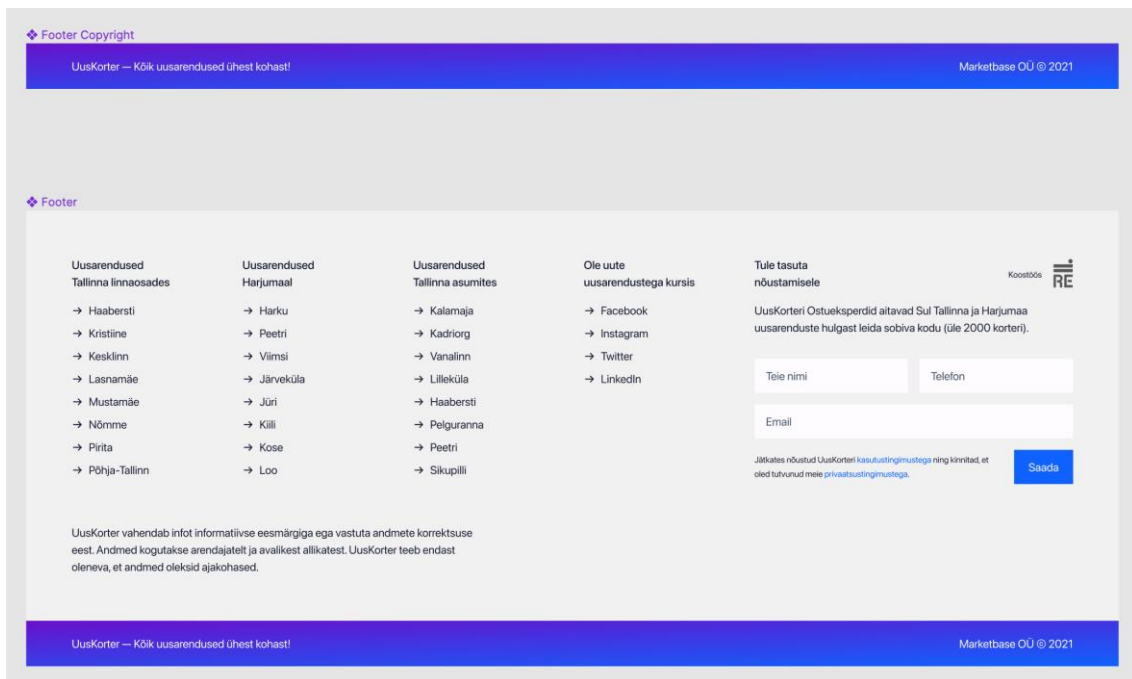 Footer Copyright
UusKorter — Kõik uusarendused ühest kohast!
Marketbase OÜ © 2021
Footer
Uusarendused
Tallinna linnaosades
→ Haabersti
→ Kristiine
→ Kesklinn
→ Lasnamäe
→ Mustamäe
→ Nõmme
→ Pirita
→ Põhja-Tallinn
Uusarendused
Harjumaal
→ Harku
→ Peetri
→ Viimsi
→ Järveküla
→ Jüri
→ Kiili
→ Kose
→ Loo
Uusarendused
Tallinna asumites
→ Kalamaja
→ Kadriorg
→ Vanalinn
→ Lilleküla
→ Haabersti
→ Pelguranna
→ Peetri
→ Sikupilli
Ole uute
uusarendustega kursis
→ Facebook
→ Instagram
→ Twitter
→ LinkedIn
Tule tasuta
nõustamisele
Koostöös
RE
UusKorteri Ostueksperdid aitavad Sul Tallinna ja Harjumaa
uusarenduste hulgast leida sobiva kodu (üle 2000 korteri).
Teie nimi
Telefon
Email
Jätkates nõustud UusKorteri kasutustingimustega ning kinnitad, et
oled tutvunud meie privaatsustingimustega.
Saada
UusKorter vahendab infot informatiivse eesmärgiga ega vastuta andmete korrektsuse
eest. Andmed kogutakse arendajatelt ja avalikest allikatest. UusKorter teeb endast
oleneva, et andmed oleksid ajakohased.
UusKorter — Kõik uusarendused ühest kohast!
Marketbase OÜ © 2021